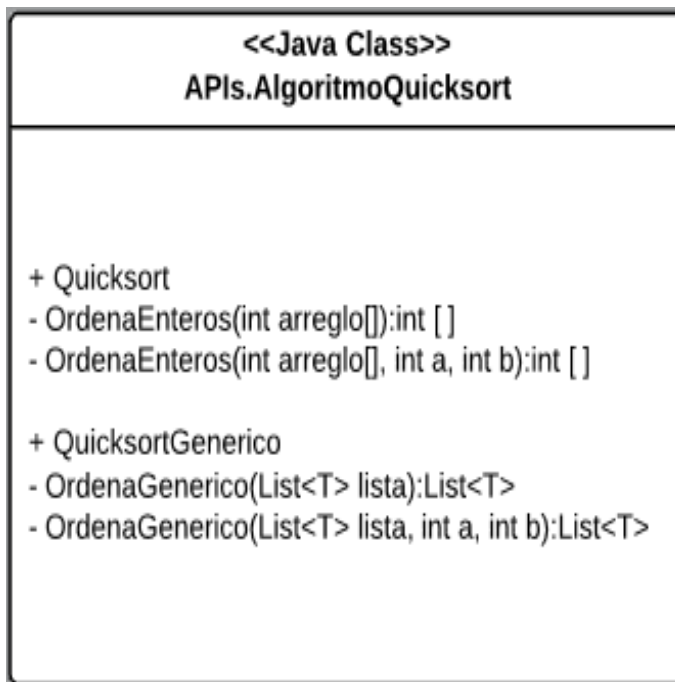 <<Java Class>>
APIs.AlgoritmoQuicksort
+ Quicksort
- OrdenaEnteros(int arreglo[]):int [ ]
- OrdenaEnteros(int arreglo[], int a, int b):int [ ]
+ QuicksortGenerico
- OrdenaGenerico(List<T> lista):List<T>
- OrdenaGenerico(List<T> lista, int a, int b):List<T>